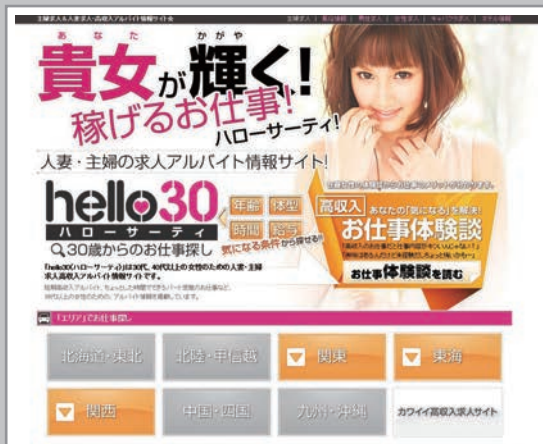 主婦求人&人妻求人・高収入アルバイト情報サイト☆
あなた かがや
貴女が輝く!
稼げるお仕事!
ハローサーティ!
人妻・主婦の求人アルバイト情報サイト!
hello30
ハローサーティ
30歳からのお仕事探し
年齢 体型
時間 給与
気になる条件から探せる!!
高収入 あなたの「気になる」を解決!
お仕事体験談
お仕事体験談を読む
「hello30(ハローサーティ)」は30代、40代以上の女性のための人妻・主婦
求人高収入アルバイト情報サイトです。
「エリア」でお仕事探し
北海道・東北
北陸・甲信越
関東
東海
関西
中国・四国
九州・沖縄
カワイイ高収入求人サイト